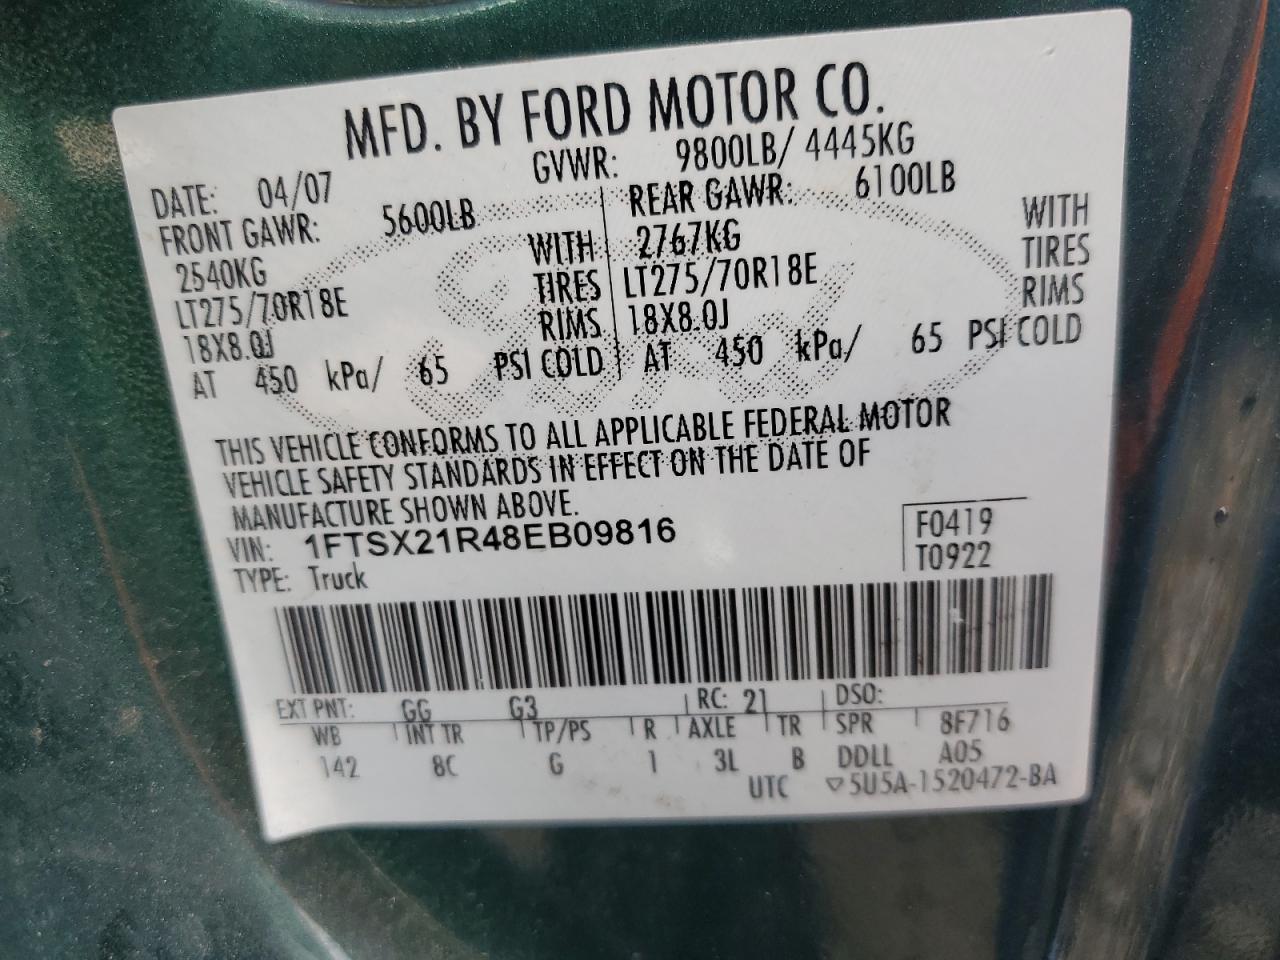 MFD. BY FORD MOTOR CO.
DATE: 04/07 GVWR: 9800LB/ 4445KG
FRONT GAWR: 5600LB REAR GAWR: 6100LB
2540KG WITH 2767KG WITH
LT275/70R18E TIRES LT275/70R18E TIRES
18X8.0J RIMS 18X8.0J RIMS
AT 450 kPa/ 65 PSI COLD AT 450 kPa/ 65 PSI COLD
THIS VEHICLE CONFORMS TO ALL APPLICABLE FEDERAL MOTOR
VEHICLE SAFETY STANDARDS IN EFFECT ON THE DATE OF
MANUFACTURE SHOWN ABOVE.
VIN: 1FTSX21R48EB09816 F0419
TYPE: Truck T0922
EXT PNT: GG G3 RC: 21 DSO:
WB INT TR TP/PS R AXLE TR SPR 8F716
142 8C G 1 3L B DDLL A05
UTC ▽5U5A-1520472-BA